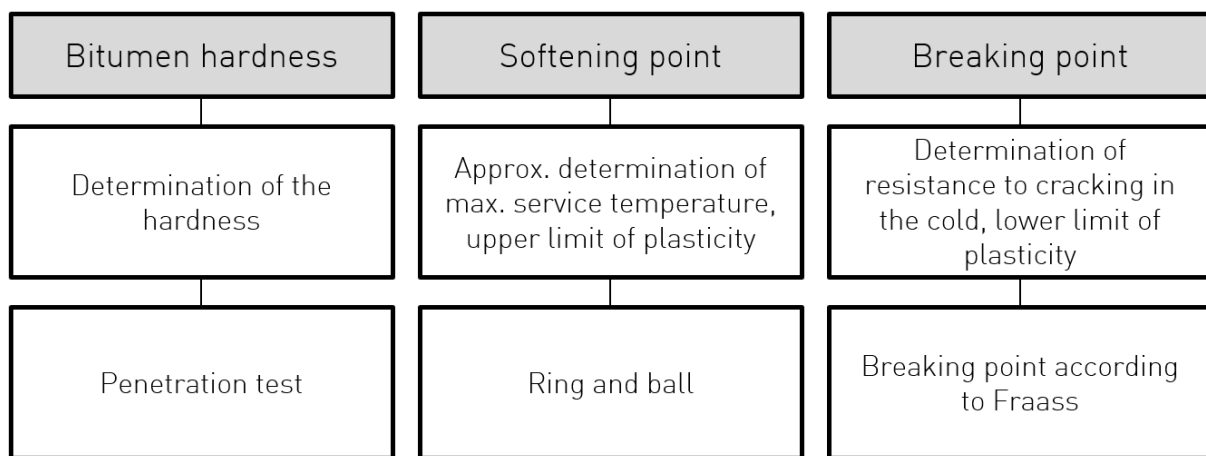 Bitumen hardness
Softening point
Breaking point
Determination of the
hardness
Approx. determination of
max. service temperature,
upper limit of plasticity
Determination of
resistance to cracking in
the cold, lower limit of
plasticity
Penetration test
Ring and ball
Breaking point according
to Fraass